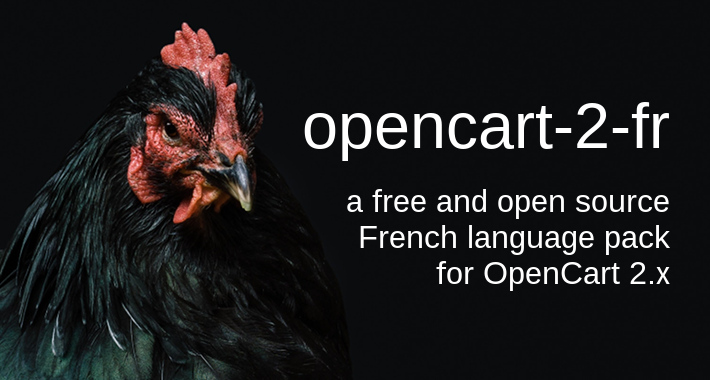 opencart-2-fr
a free and open source
French language pack
for OpenCart 2.x